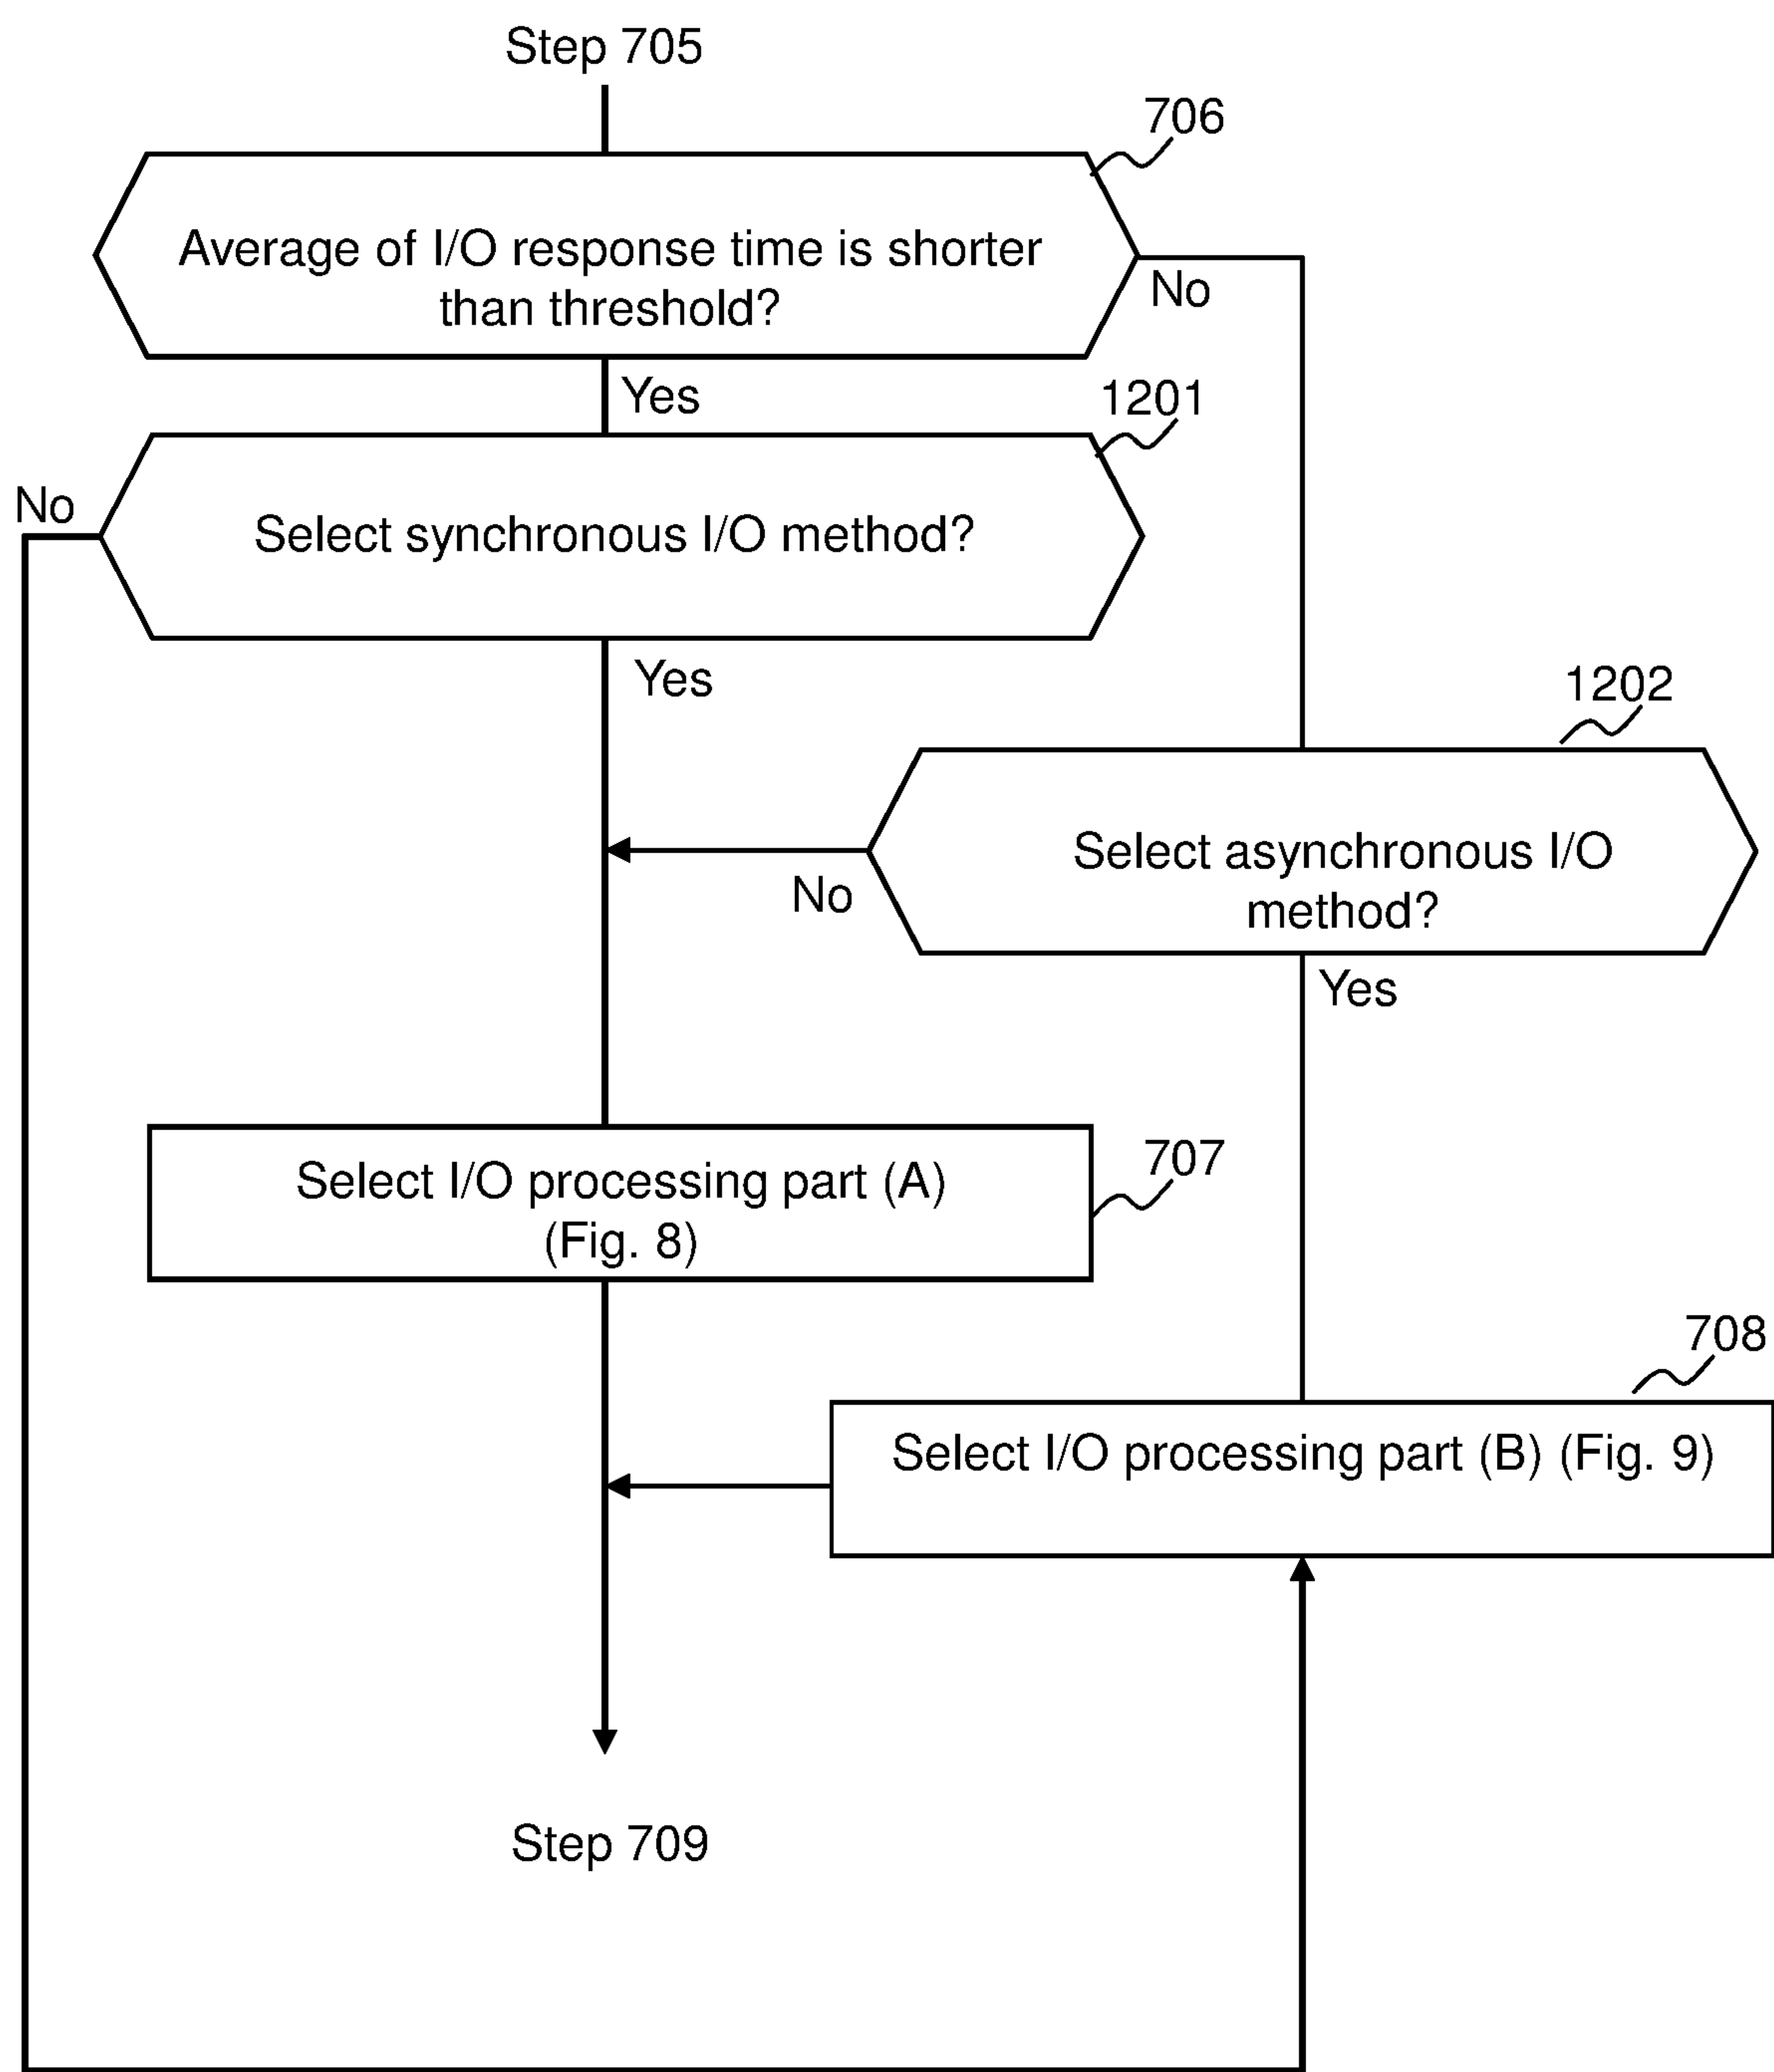 Step 705
706
Average of I/O response time is shorter
than threshold?
No
Yes
1201
No
Select synchronous I/O method?
Yes
1202
Select asynchronous I/O
method?
No
Yes
707
Select I/O processing part (A)
(Fig. 8)
708
Select I/O processing part (B) (Fig. 9)
Step 709